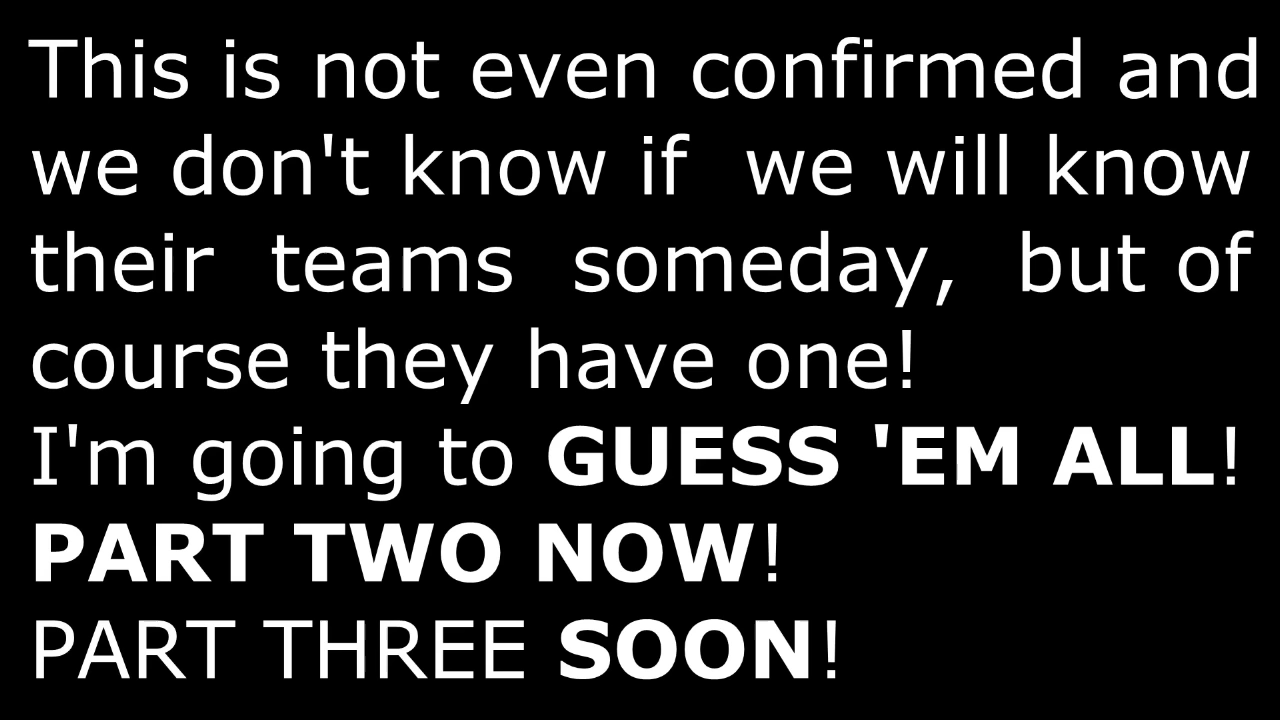 This is not even confirmed and
we don't know if we will know
their teams someday, but of
course they have one!
I'm going to GUESS 'EM ALL!
PART TWO NOW!
PART THREE SOON!